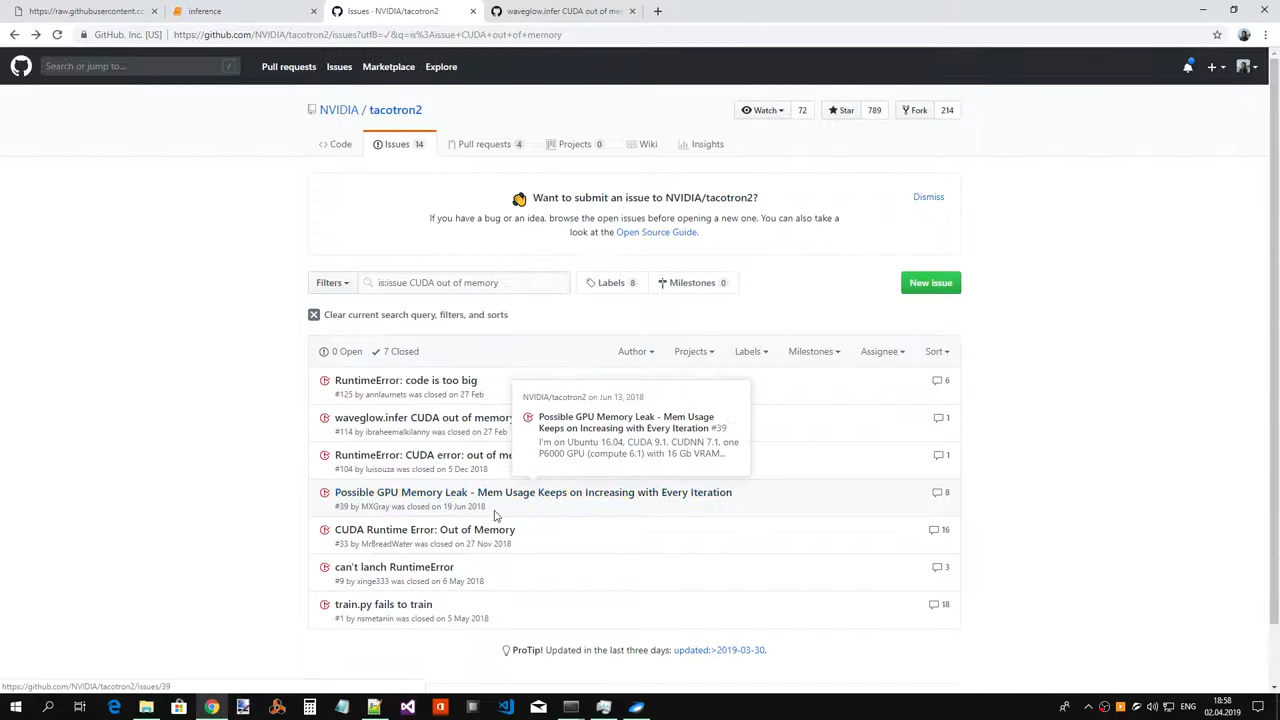 https://raw.githubusercontent.co
inference
Issues · NVIDIA/tacotron2
waveglow.infer CUDA out of me
GitHub, Inc. [US]
https://github.com/NVIDIA/tacotron2/issues?utf8=✓&q=is%3Aissue+CUDA+out+of+memory
Search or jump to...
/
Pull requests
Issues
Marketplace
Explore
NVIDIA / tacotron2
Watch
72
Star
789
Fork
214
Code
Issues 14
Pull requests 4
Projects 0
Wiki
Insights
Want to submit an issue to NVIDIA/tacotron2?
Dismiss
If you have a bug or an idea, browse the open issues before opening a new one. You can also take a
look at the Open Source Guide.
Filters
is:issue CUDA out of memory
Labels 8
Milestones 0
New issue
Clear current search query, filters, and sorts
0 Open
7 Closed
Author
Projects
Labels
Milestones
Assignee
Sort
RuntimeError: code is too big
6
#125 by annlaumets was closed on 27 Feb
waveglow.infer CUDA out of memory
1
#114 by ibraheemalkilanny was closed on 27 Feb
RuntimeError: CUDA error: out of me
1
#104 by luisouza was closed on 5 Dec 2018
NVIDIA/tacotron2 on Jun 13, 2018
Possible GPU Memory Leak - Mem Usage
Keeps on Increasing with Every Iteration #39
I'm on Ubuntu 16.04, CUDA 9.1, CUDNN 7.1, one
P6000 GPU (compute 6.1) with 16 Gb VRAM...
Possible GPU Memory Leak - Mem Usage Keeps on Increasing with Every Iteration
8
#39 by MXGray was closed on 19 Jun 2018
CUDA Runtime Error: Out of Memory
16
#33 by MrBreadWater was closed on 27 Nov 2018
can't lanch RuntimeError
3
#9 by xinge333 was closed on 6 May 2018
train.py fails to train
18
#1 by nsmetanin was closed on 5 May 2018
ProTip! Updated in the last three days: updated:>2019-03-30.
https://github.com/NVIDIA/tacotron2/issues/39
ENG
18:58
02.04.2019